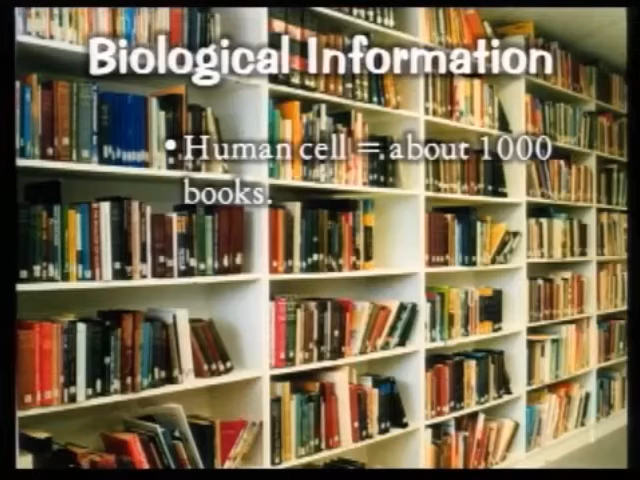 Biological Information
• Human cell = about 1000
books.